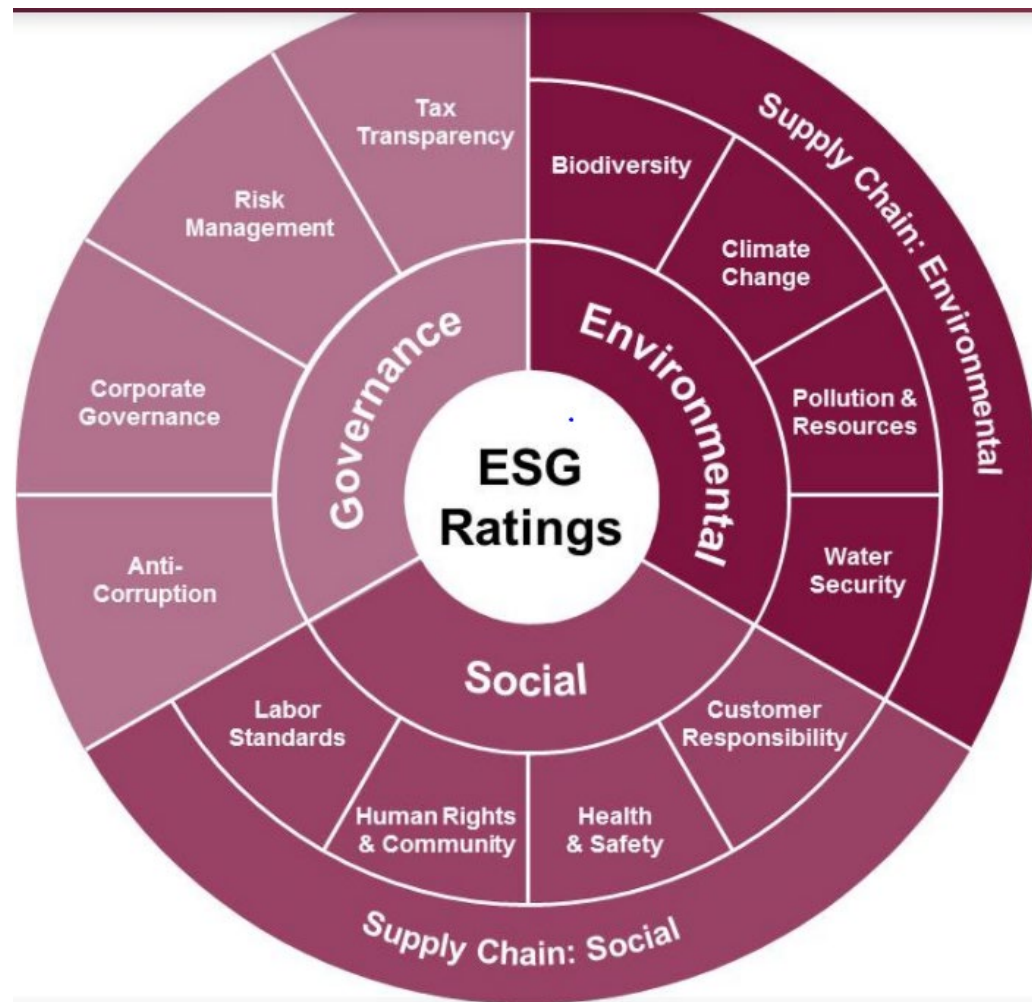 ESG
Ratings
Governance
Environmental
Social
Tax
Transparency
Risk
Management
Corporate
Governance
Anti-
Corruption
Biodiversity
Climate
Change
Pollution &
Resources
Water
Security
Supply Chain: Environmental
Customer
Responsibility
Health
& Safety
Human Rights
& Community
Labor
Standards
Supply Chain: Social